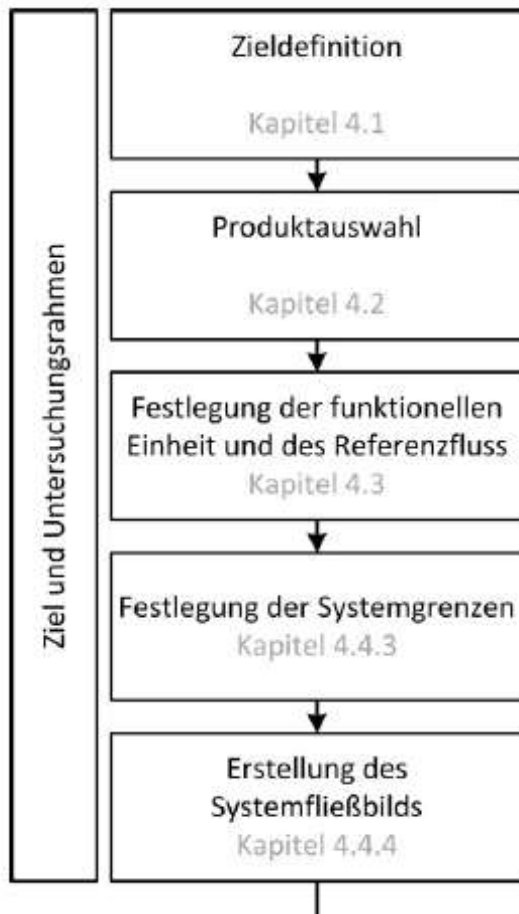 Ziel und Untersuchungsrahmen
Zieldefinition
Kapitel 4.1
Produktauswahl
Kapitel 4.2
Festlegung der funktionellen
Einheit und des Referenzfluss
Kapitel 4.3
Festlegung der Systemgrenzen
Kapitel 4.4.3
Erstellung des
Systemfließbilds
Kapitel 4.4.4